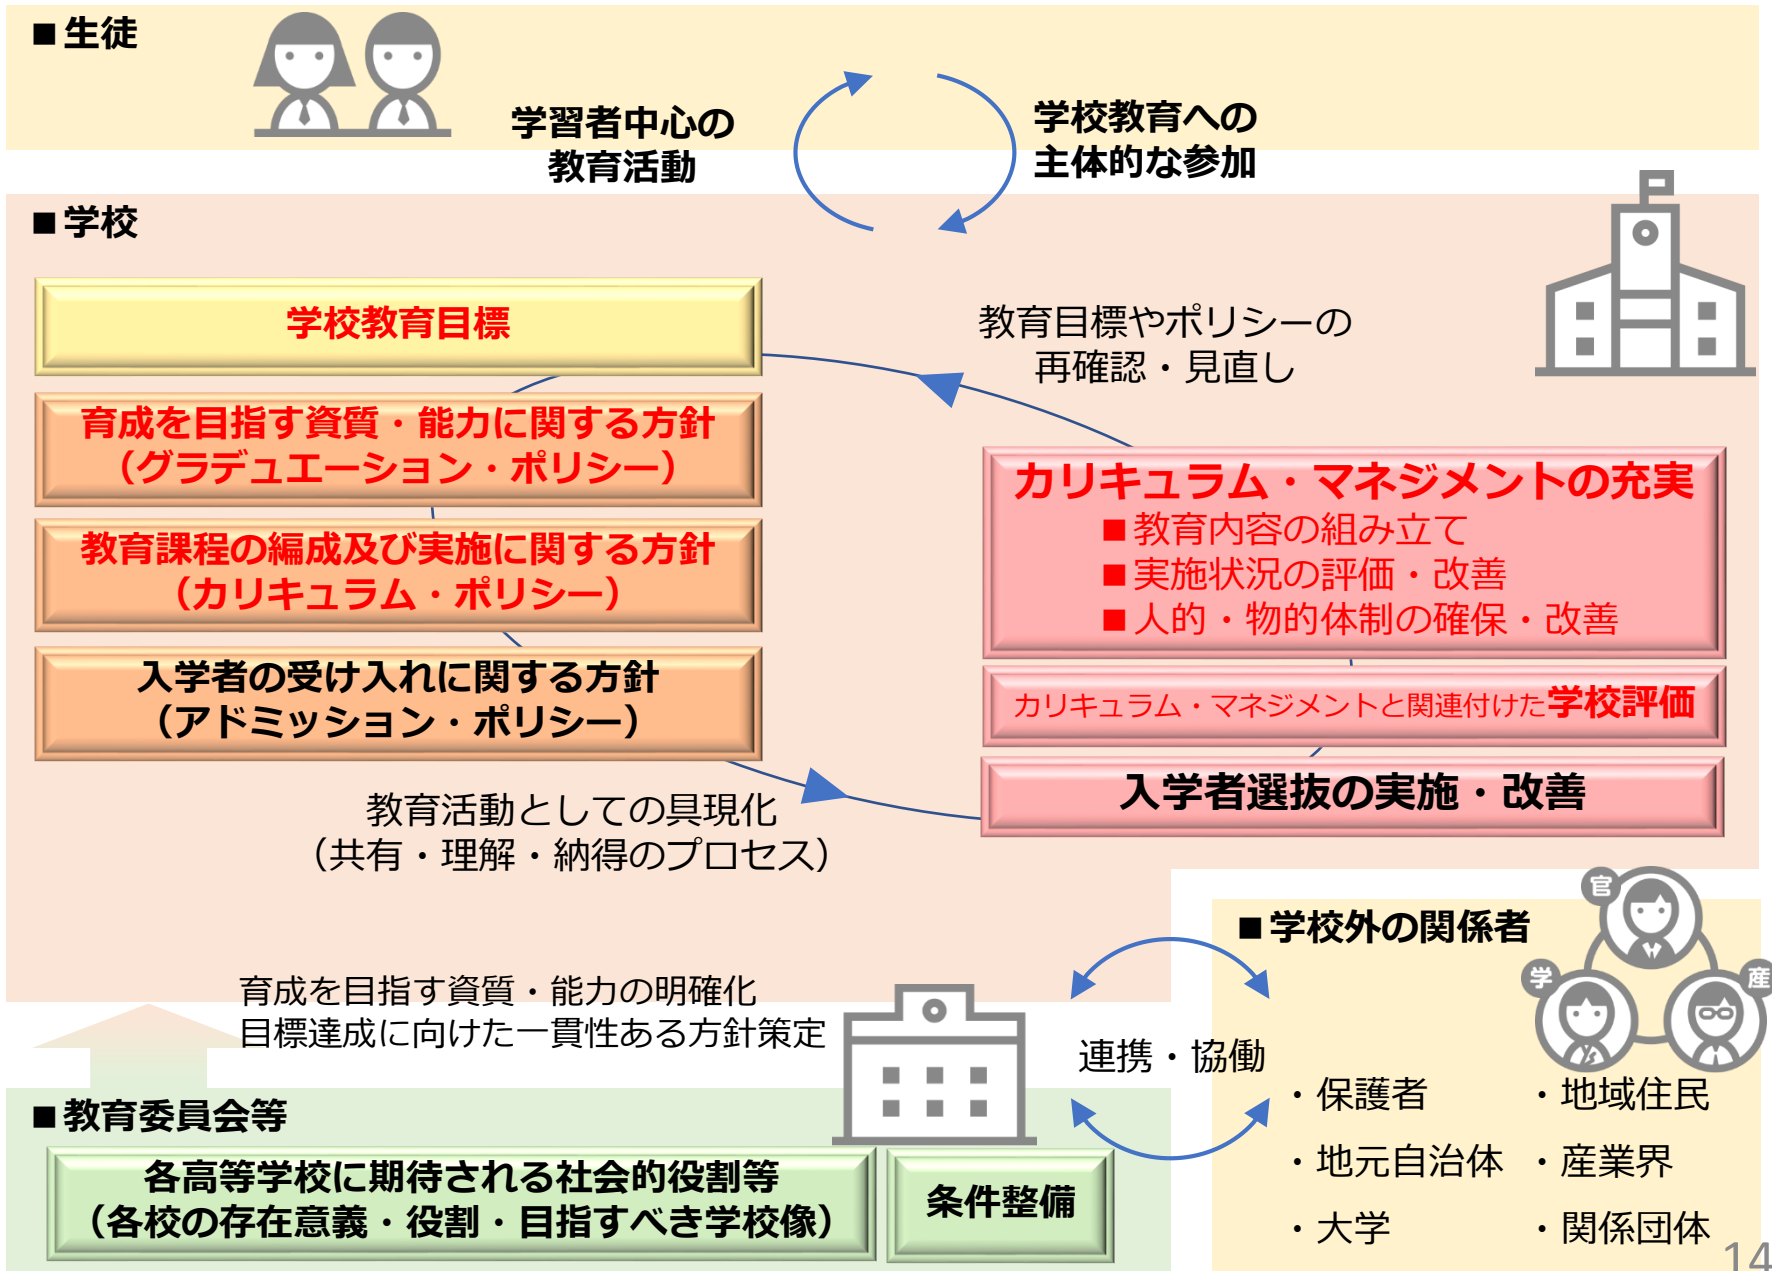 ■生徒
学習者中心の
教育活動
学校教育への
主体的な参加
■学校
学校教育目標
育成を目指す資質・能力に関する方針
（グラデュエーション・ポリシー）
教育課程の編成及び実施に関する方針
（カリキュラム・ポリシー）
入学者の受け入れに関する方針
（アドミッション・ポリシー）
教育目標やポリシーの
再確認・見直し
カリキュラム・マネジメントの充実
■教育内容の組み立て
■実施状況の評価・改善
■人的・物的体制の確保・改善
カリキュラム・マネジメントと関連付けた学校評価
入学者選抜の実施・改善
教育活動としての具現化
（共有・理解・納得のプロセス）
育成を目指す資質・能力の明確化
目標達成に向けた一貫性ある方針策定
■教育委員会等
各高等学校に期待される社会的役割等
（各校の存在意義・役割・目指すべき学校像）
条件整備
連携・協働
■学校外の関係者
官
学
産
・保護者
・地域住民
・地元自治体
・産業界
・大学
・関係団体
14